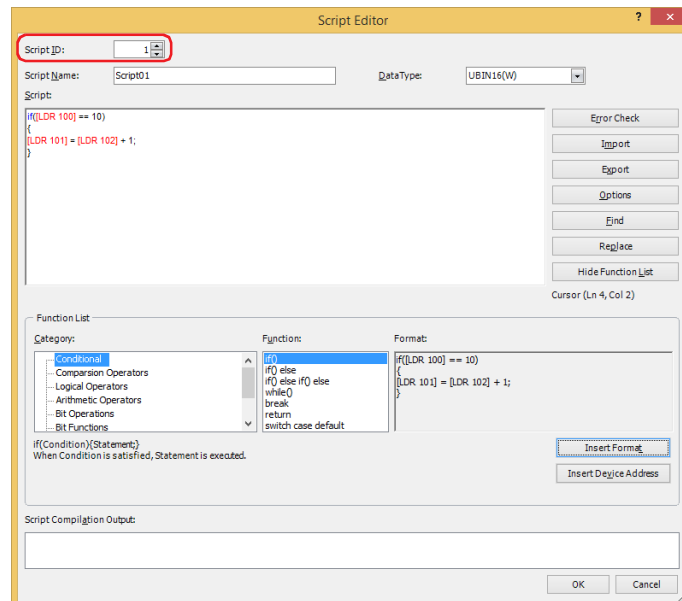 Script Editor
? ×
Script ID: 1
Script Name: Script01 DataType: UBIN16(W)
Script:
if([LDR 100] == 10)
{
[LDR 101] = [LDR 102] + 1;
}
Error Check
Import
Export
Options
Find
Replace
Hide Function List
Cursor (Ln 4, Col 2)
Function List
Category: Function: Format:
Conditional
Comparsion Operators
Logical Operators
Arithmetic Operators
Bit Operations
Bit Functions
if()
if() else
if() else if() else
while()
break
return
switch case default
if([LDR 100] == 10)
{
[LDR 101] = [LDR 102] + 1;
}
if(Condition){Statement;}
When Condition is satisfied, Statement is executed.
Insert Format
Insert Device Address
Script Compilation Output:
OK Cancel